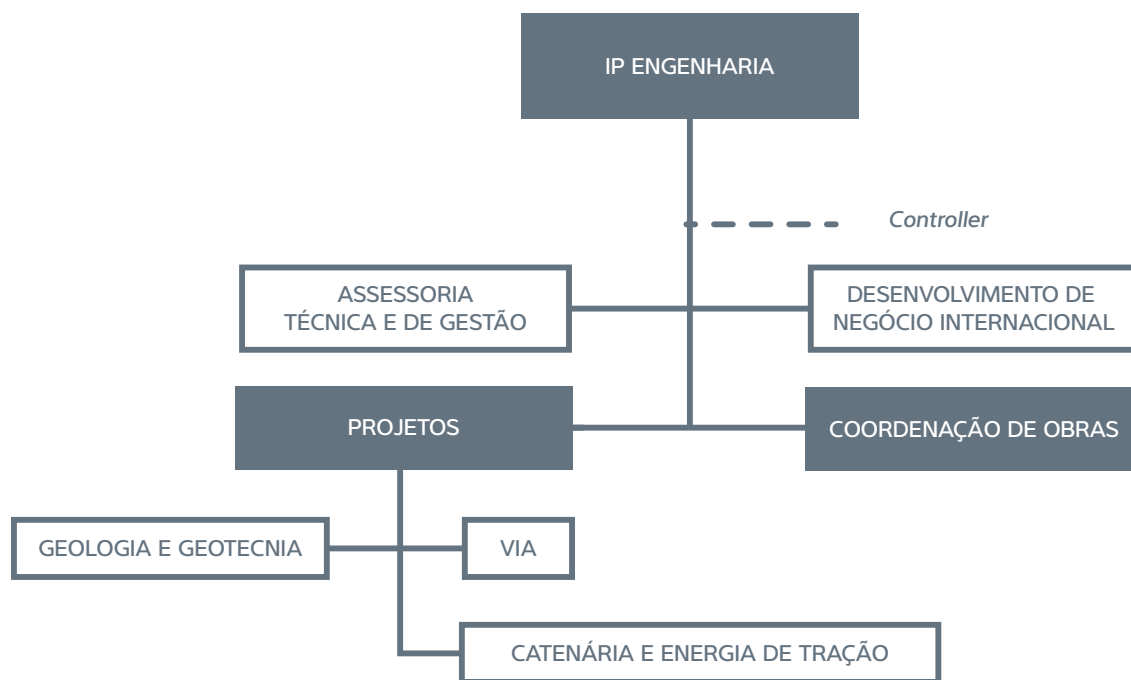 IP ENGENHARIA
Controller
ASSESSORIA
TÉCNICA E DE GESTÃO
DESENVOLVIMENTO DE
NEGÓCIO INTERNACIONAL
PROJETOS
COORDENAÇÃO DE OBRAS
GEOLOGIA E GEOTECNIA
VIA
CATENÁRIA E ENERGIA DE TRAÇÃO